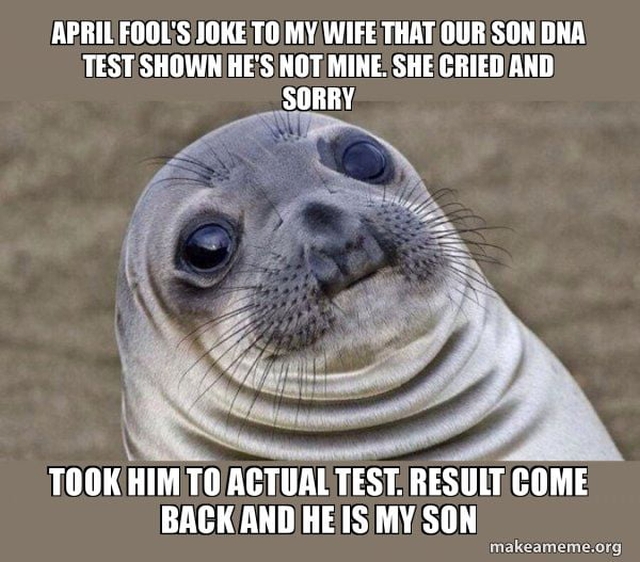 APRIL FOOL'S JOKE TO MY WIFE THAT OUR SON DNA
TEST SHOWN HE'S NOT MINE. SHE CRIED AND
SORRY
TOOK HIM TO ACTUAL TEST. RESULT COME
BACK AND HE IS MY SON
makeameme.org